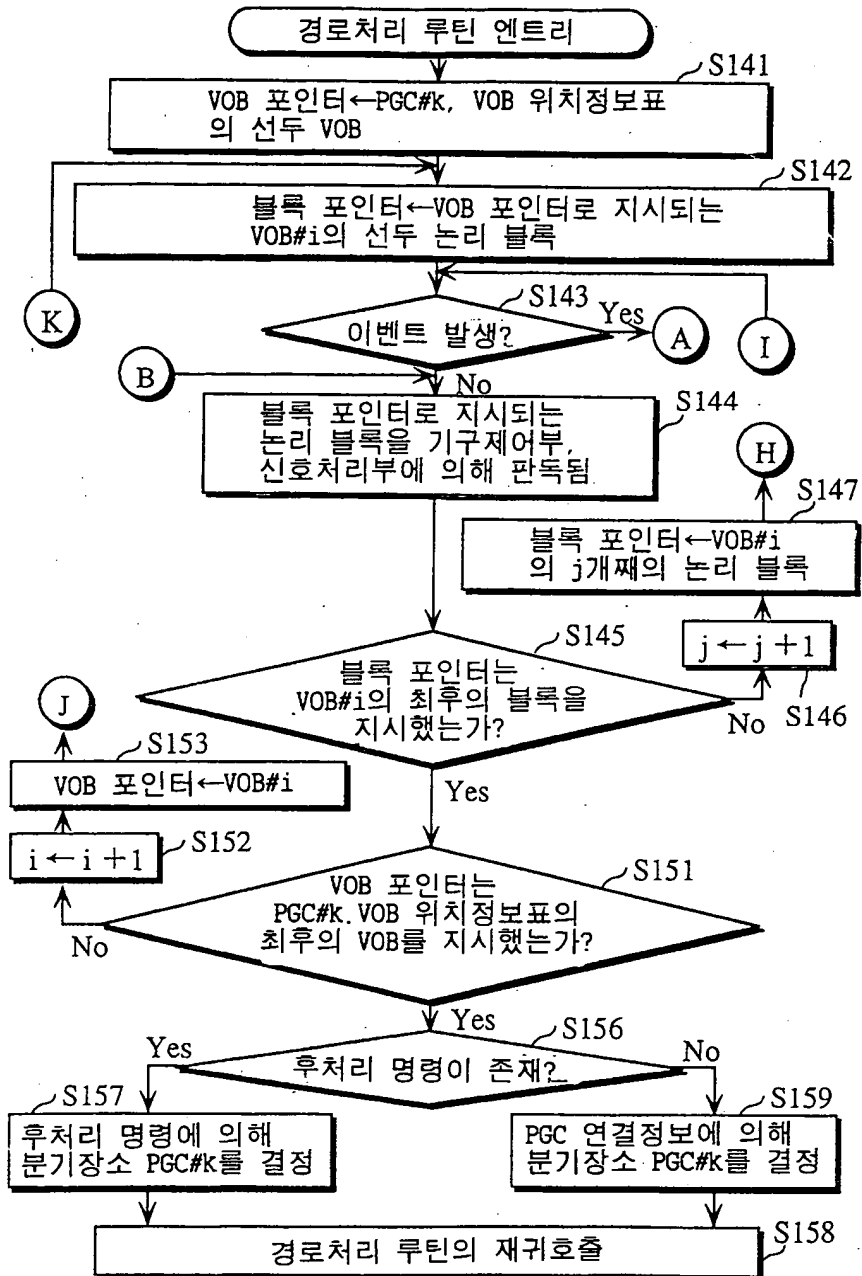 경로처리 루틴 엔트리
S141
VOB 포인터←PGC#k, VOB 위치정보표
의 선두 VOB
S142
블록 포인터←VOB 포인터로 지시되는
VOB#i의 선두 논리 블록
S143
K
이벤트 발생?
Yes
A
I
B
No
S144
블록 포인터로 지시되는
논리 블록을 기구제어부,
신호처리부에 의해 판독됨
H
S147
블록 포인터←VOB#i
의 j개째의 논리 블록
S145
j←j+1
블록 포인터는
VOB#i의 최후의 블록을
지시했는가?
No
S146
J
S153
VOB 포인터←VOB#i
Yes
S152
i←i+1
S151
VOB 포인터는
PGC#k.VOB 위치정보표의
최후의 VOB를 지시했는가?
No
Yes
S156
Yes
후처리 명령이 존재?
No
S157
후처리 명령에 의해
분기장소 PGC#k를 결정
S159
PGC 연결정보에 의해
분기장소 PGC#k를 결정
S158
경로처리 루틴의 재귀호출